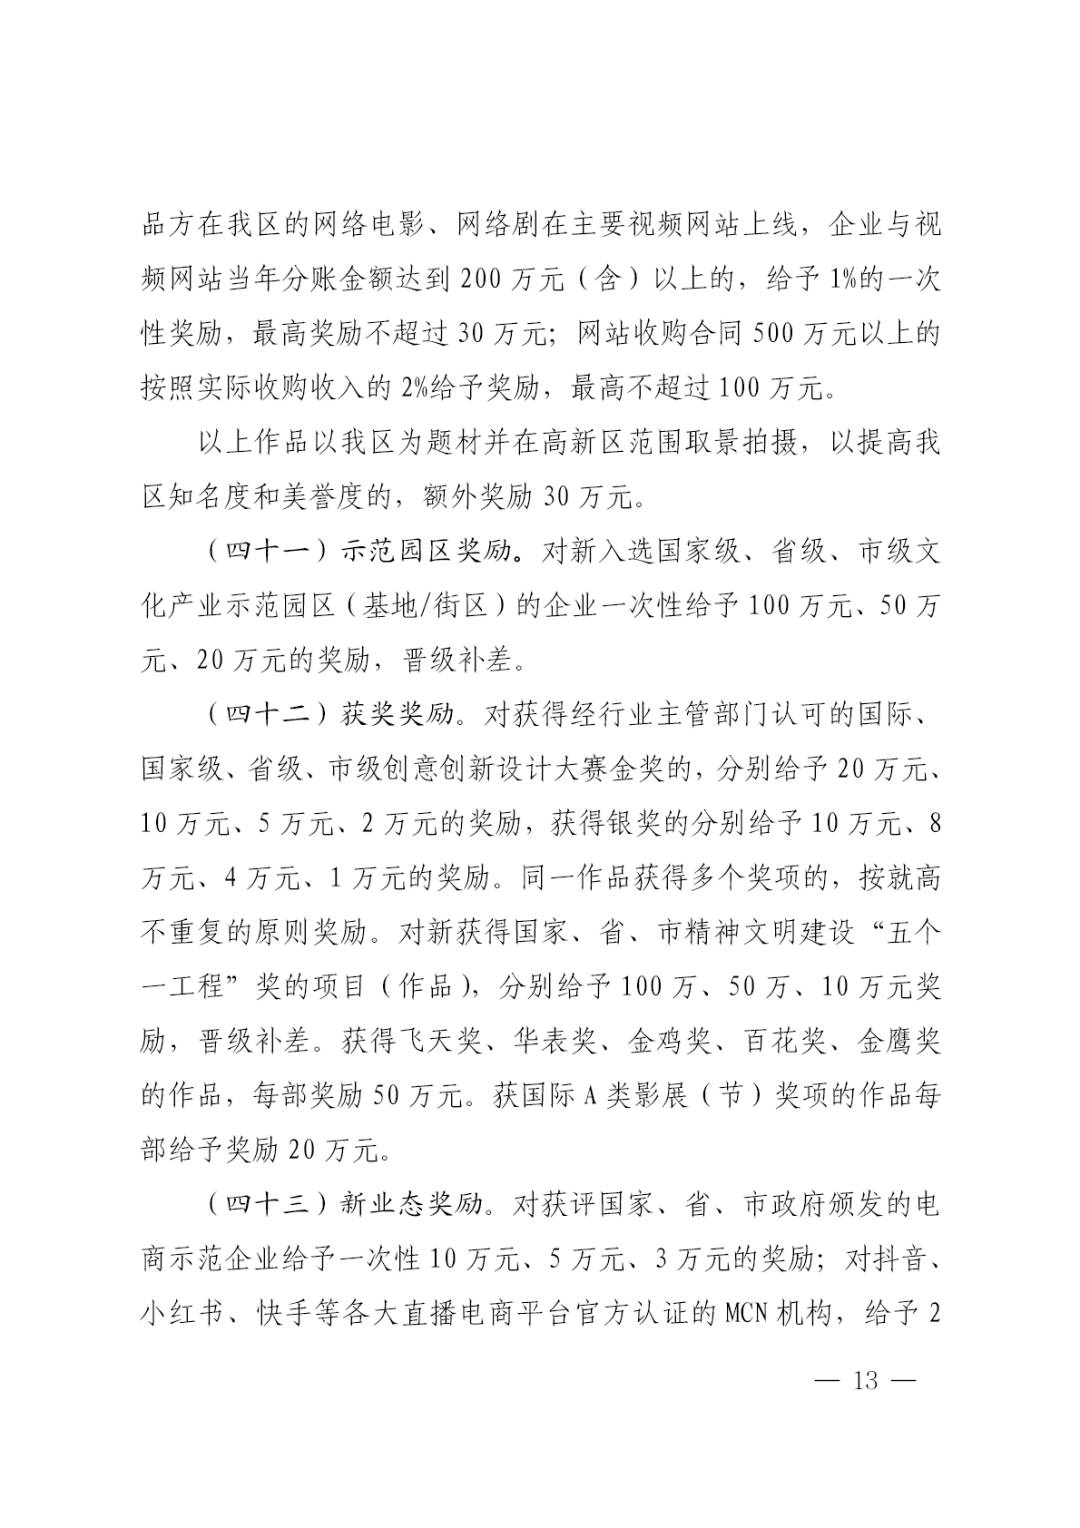 品方在我区的网络电影、网络剧在主要视频网站上线，企业与视
频网站当年分账金额达到 200 万元（含）以上的，给予 1%的一次
性奖励，最高奖励不超过 30 万元；网站收购合同 500 万元以上的
按照实际收购收入的 2%给予奖励，最高不超过 100 万元。
以上作品以我区为题材并在高新区范围取景拍摄，以提高我
区知名度和美誉度的，额外奖励 30 万元。
（四十一）示范园区奖励。对新入选国家级、省级、市级文
化产业示范园区（基地/街区）的企业一次性给予 100 万元、50 万
元、20 万元的奖励，晋级补差。
（四十二）获奖奖励。对获得经行业主管部门认可的国际、
国家级、省级、市级创意创新设计大赛金奖的，分别给予 20 万元、
10 万元、5 万元、2 万元的奖励，获得银奖的分别给予 10 万元、8
万元、4 万元、1 万元的奖励。同一作品获得多个奖项的，按就高
不重复的原则奖励。对新获得国家、省、市精神文明建设“五个
一工程”奖的项目（作品），分别给予 100 万、50 万、10 万元奖
励，晋级补差。获得飞天奖、华表奖、金鸡奖、百花奖、金鹰奖
的作品，每部奖励 50 万元。获国际 A 类影展（节）奖项的作品每
部给予奖励 20 万元。
（四十三）新业态奖励。对获评国家、省、市政府颁发的电
商示范企业给予一次性 10 万元、5 万元、3 万元的奖励；对抖音、
小红书、快手等各大直播电商平台官方认证的 MCN 机构，给予 2
— 13 —